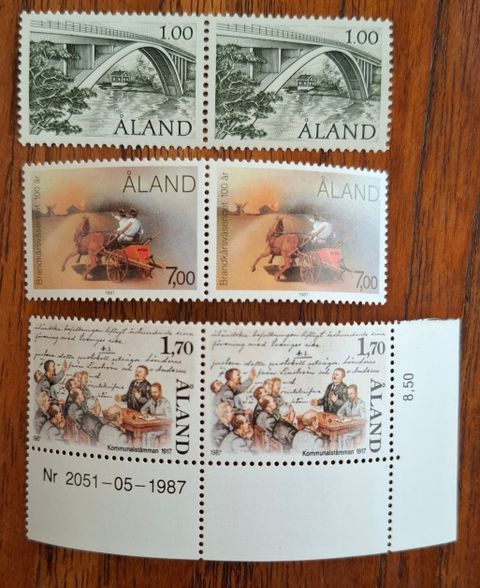 1.00 1.00
ÅLAND ÅLAND
ÅLAND ÅLAND
Brandkårsväsendet 100 år Brandkårsväsendet 100 år
7,00 7,00
1987 1987
1,70 1,70
ÅLAND ÅLAND
1987 Kommunalstämman 1917 1987 Kommunalstämman 1917
8,50
Nr 2051-05-1987